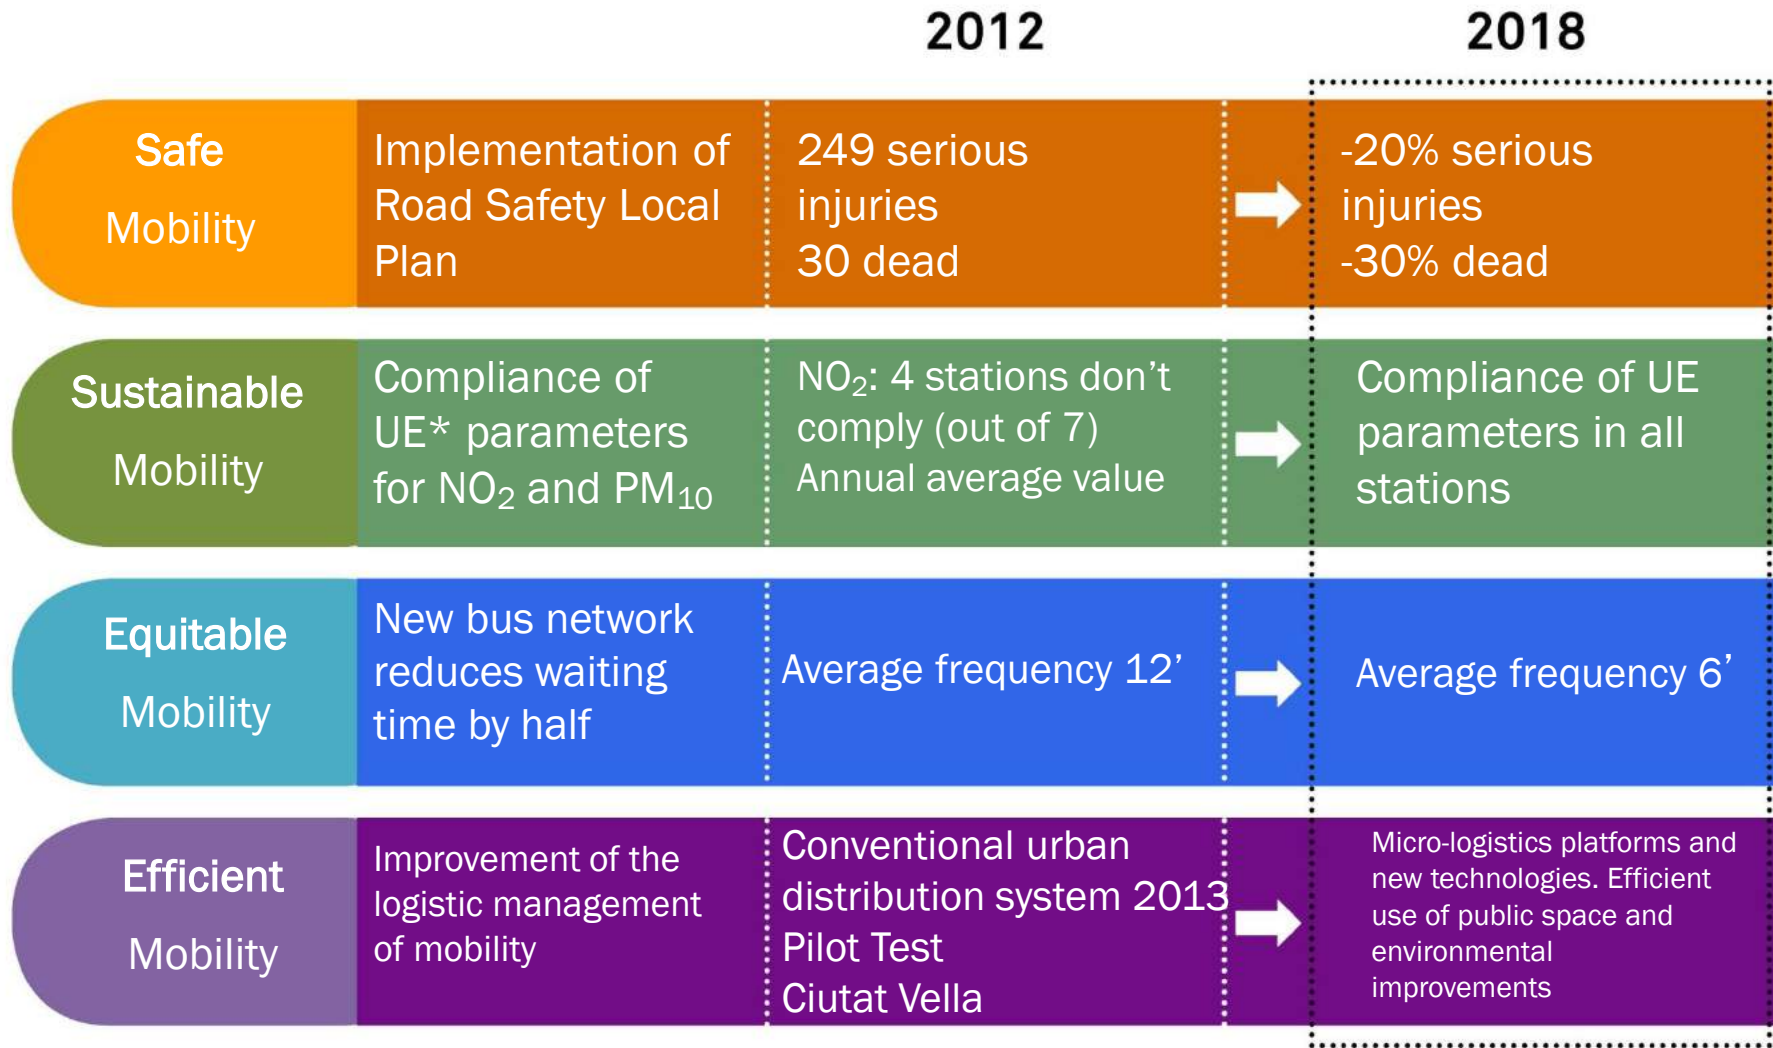 2012
2018
Safe
Mobility
Implementation of
Road Safety Local
Plan
249 serious
injuries
30 dead
-20% serious
injuries
-30% dead
Sustainable
Mobility
Compliance of
UE* parameters
for NO₂ and PM₁₀
NO₂: 4 stations don’t
comply (out of 7)
Annual average value
Compliance of UE
parameters in all
stations
Equitable
Mobility
New bus network
reduces waiting
time by half
Average frequency 12’
Average frequency 6’
Efficient
Mobility
Improvement of the
logistic management
of mobility
Conventional urban
distribution system 2013
Pilot Test
Ciutat Vella
Micro-logistics platforms and
new technologies. Efficient
use of public space and
environmental
improvements